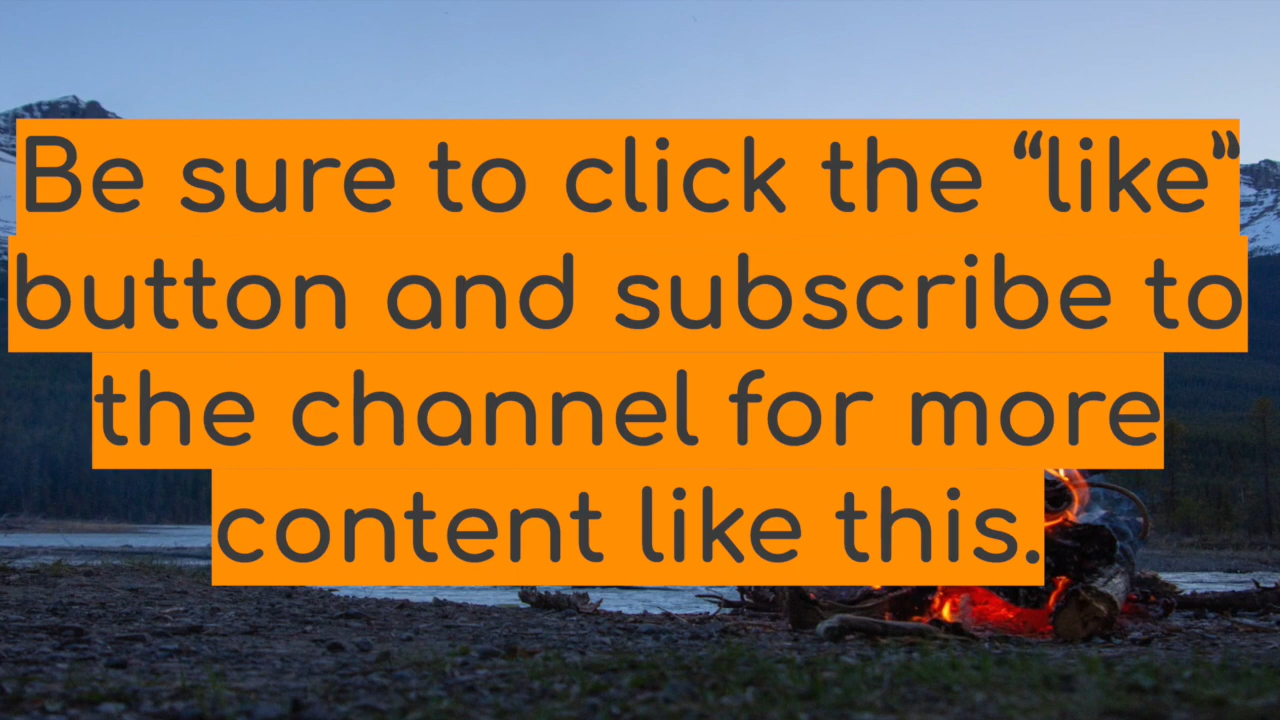 Be sure to click the “like”
button and subscribe to
the channel for more
content like this.